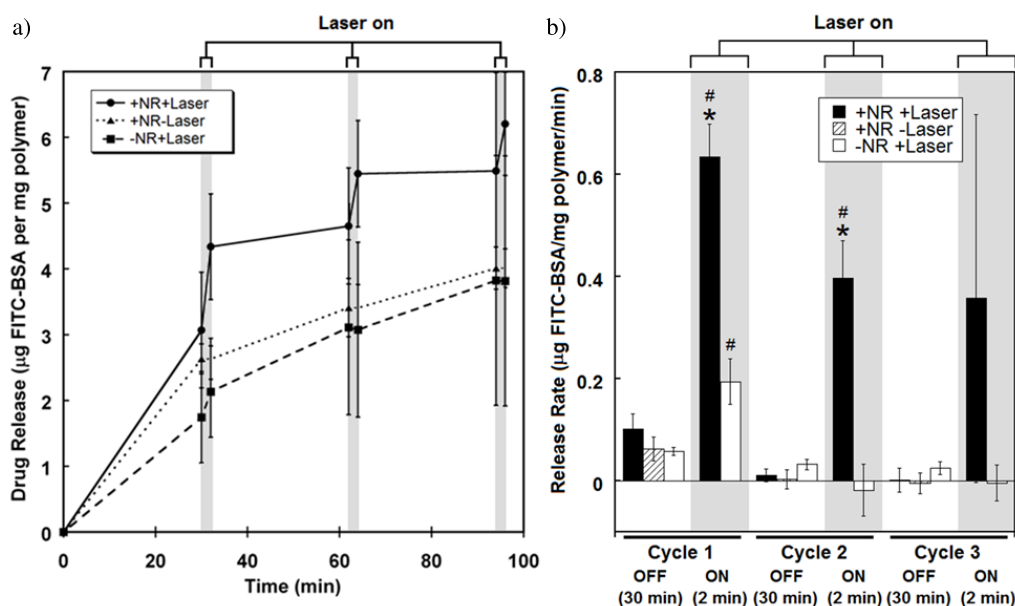 a)
Laser on
Drug Release (µg FITC-BSA per mg polymer)
7
6
5
4
3
2
1
0
+NR+Laser
+NR-Laser
-NR+Laser
0
20
40
60
80
100
Time (min)
b)
Laser on
Release Rate (µg FITC-BSA/mg polymer/min)
0.8
0.6
0.4
0.2
0
+NR +Laser
+NR -Laser
-NR +Laser
#
*
#
#
*
Cycle 1 Cycle 2 Cycle 3
OFF ON OFF ON OFF ON
(30 min) (2 min) (30 min) (2 min) (30 min) (2 min)